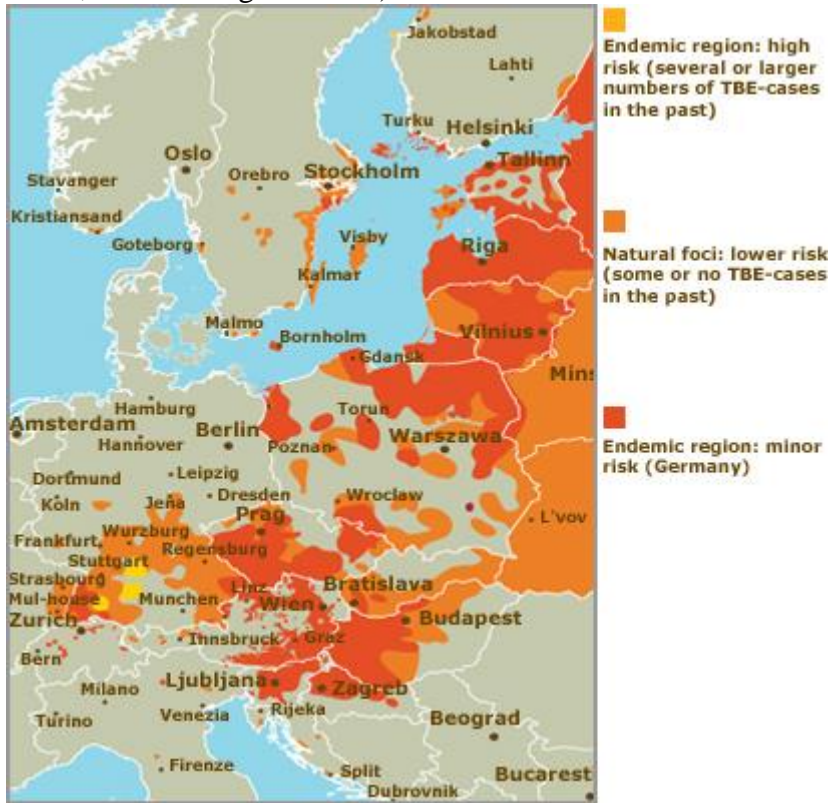 Jakobstad
Lahti
Turku
Helsinki
Oslo
Tallinn
Stavanger
Orebro
Stockholm
Kristiansand
Goteborg
Visby
Riga
Kalmar
Malmo
Bornholm
Vilnius
Gdansk
Mins
Hamburg
Torun
Amsterdam
Hannover
Berlin
Poznan
Warszawa
Dortmund
Leipzig
Köln
Jena
Dresden
Wroclaw
Prag
L'vov
Frankfurt
Wurzburg
Regensburg
Stuttgart
Strasbourg
Linz
Bratislava
Mul-house
Munchen
Wien
Budapest
Zurich
Innsbruck
Graz
Bern
Ljubljana
Zagreb
Milano
Venezia
Rijeka
Turino
Beograd
Firenze
Split
Bucarest
Dubrovnik
Endemic region: high
risk (several or larger
numbers of TBE-cases
in the past)
Natural foci: lower risk
(some or no TBE-cases
in the past)
Endemic region: minor
risk (Germany)